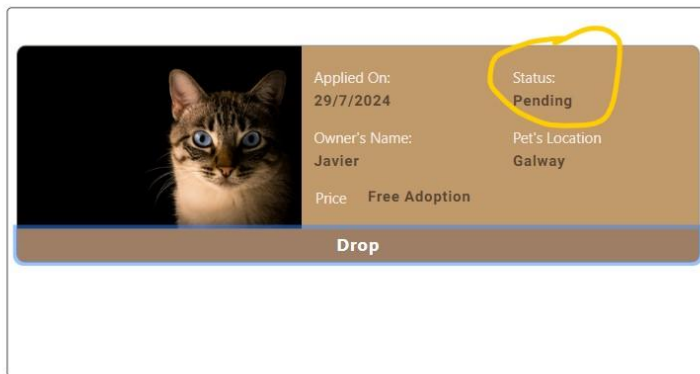 Applied On:
29/7/2024
Status:
Pending
Owner's Name:
Javier
Pet's Location
Galway
Price Free Adoption
Drop